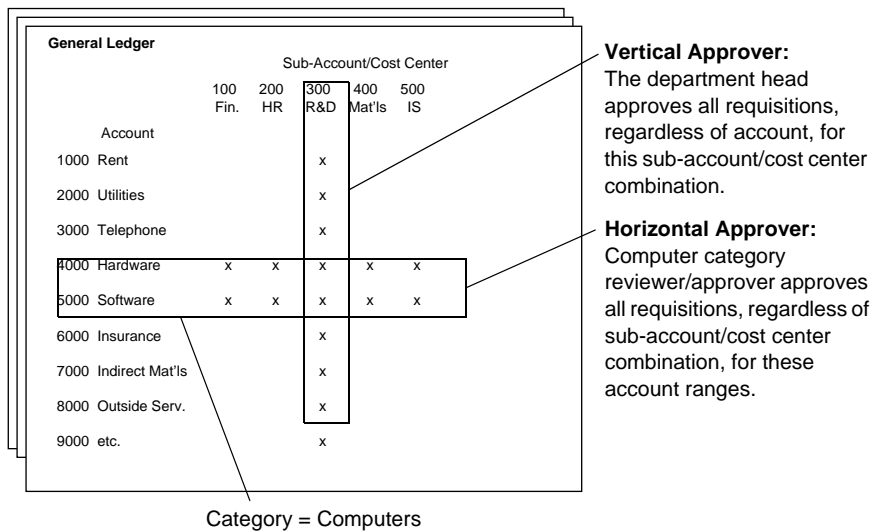 General Ledger
Sub-Account/Cost Center
100 200 300 400 500
Fin. HR R&D Mat'ls IS
Account
1000 Rent x
2000 Utilities x
3000 Telephone x
4000 Hardware x x x x x
5000 Software x x x x x
6000 Insurance x
7000 Indirect Mat'ls x
8000 Outside Serv. x
9000 etc. x
Category = Computers
Vertical Approver:
The department head
approves all requisitions,
regardless of account, for
this sub-account/cost center
combination.
Horizontal Approver:
Computer category
reviewer/approver approves
all requisitions, regardless of
sub-account/cost center
combination, for these
account ranges.